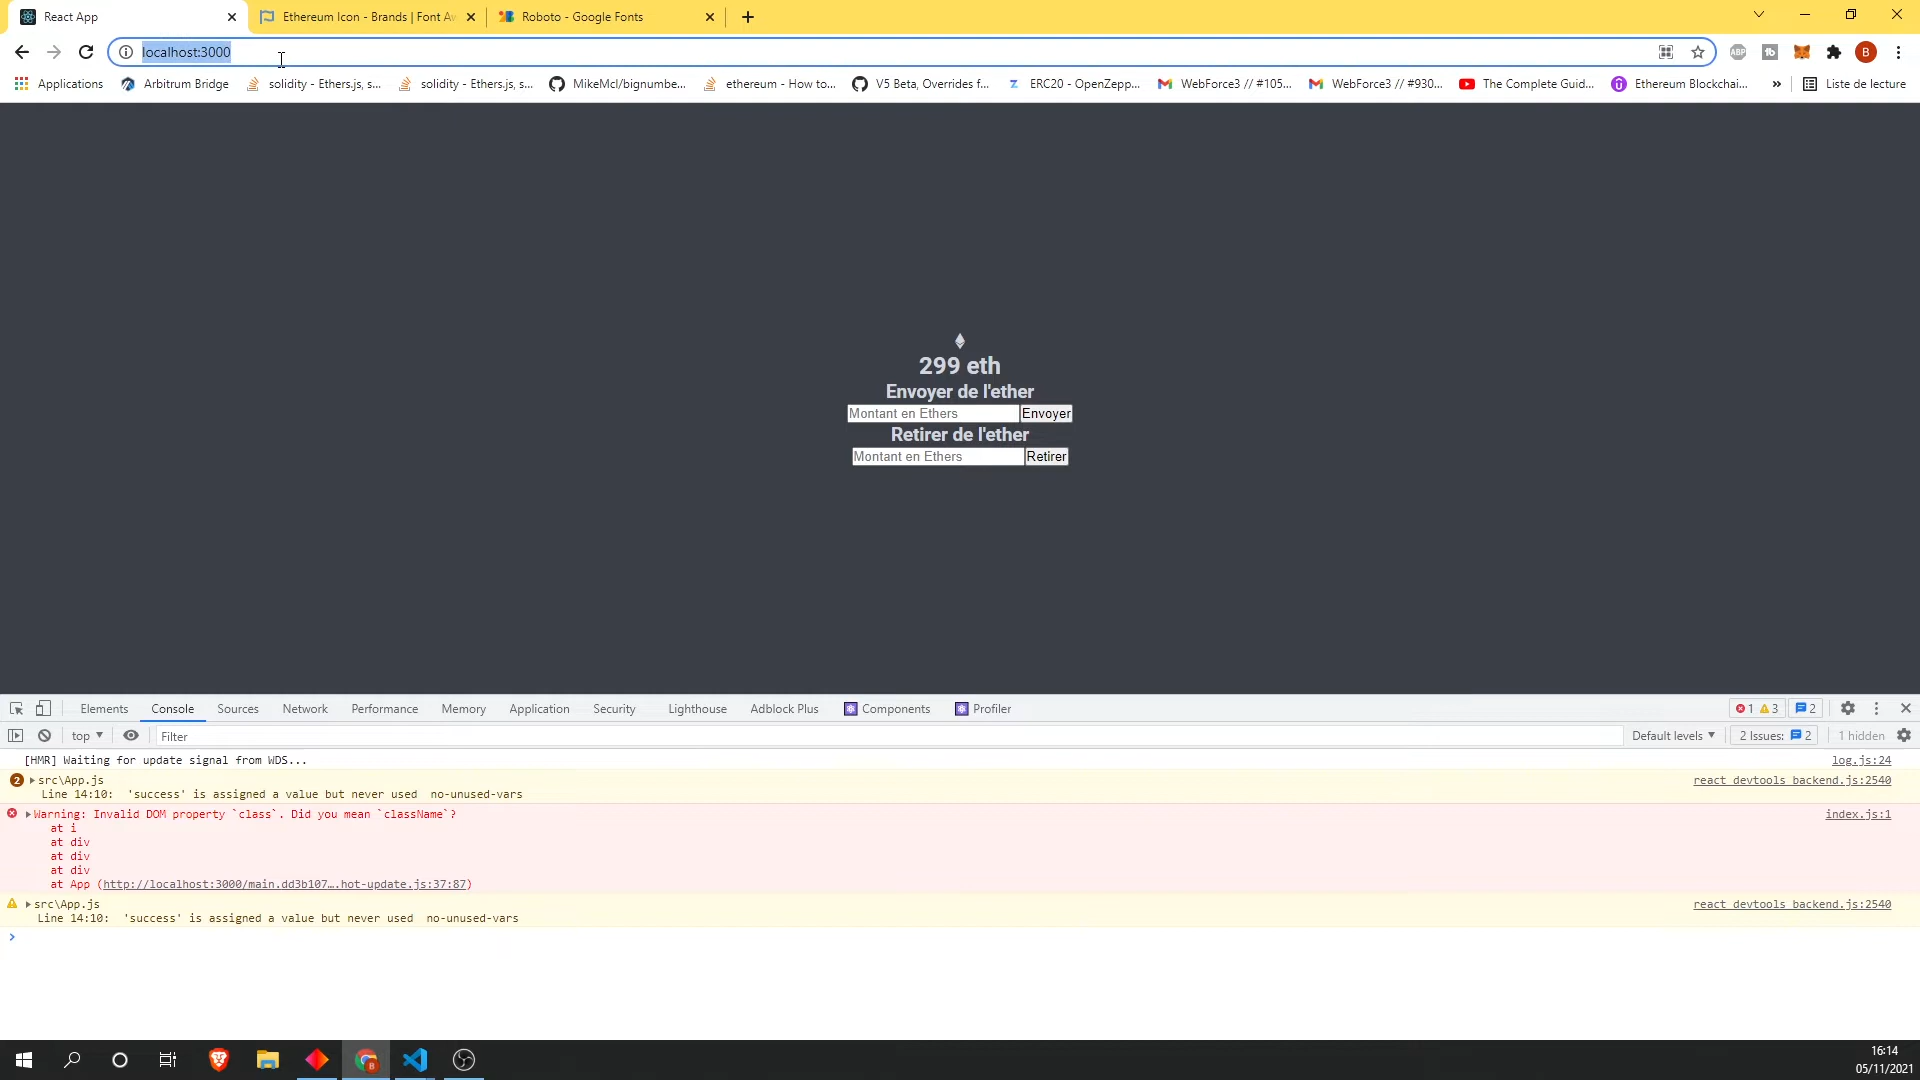 React App
Ethereum Icon - Brands | Font Aw
Roboto - Google Fonts
localhost:3000
ABP
B
Applications
Arbitrum Bridge
solidity - Ethers.js, s...
solidity - Ethers.js, s...
MikeMcl/bignumbe...
ethereum - How to...
V5 Beta, Overrides f...
ERC20 - OpenZepp...
WebForce3 // #105...
WebForce3 // #930...
The Complete Guid...
Ethereum Blockchai...
»
Liste de lecture
299 eth
Envoyer de l'ether
Montant en Ethers
Envoyer
Retirer de l'ether
Montant en Ethers
Retirer
Elements
Console
Sources
Network
Performance
Memory
Application
Security
Lighthouse
Adblock Plus
Components
Profiler
1
3
2
top
Filter
Default levels
2 Issues:
2
1 hidden
[HMR] Waiting for update signal from WDS...
log.js:24
2
src\App.js
react_devtools_backend.js:2540
Line 14:10:  'success' is assigned a value but never used  no-unused-vars
Warning: Invalid DOM property `class`. Did you mean `className`?
index.js:1
at i
at div
at div
at div
at App (http://localhost:3000/main.dd3b107….hot-update.js:37:87)
src\App.js
react_devtools_backend.js:2540
Line 14:10:  'success' is assigned a value but never used  no-unused-vars
16:14
05/11/2021